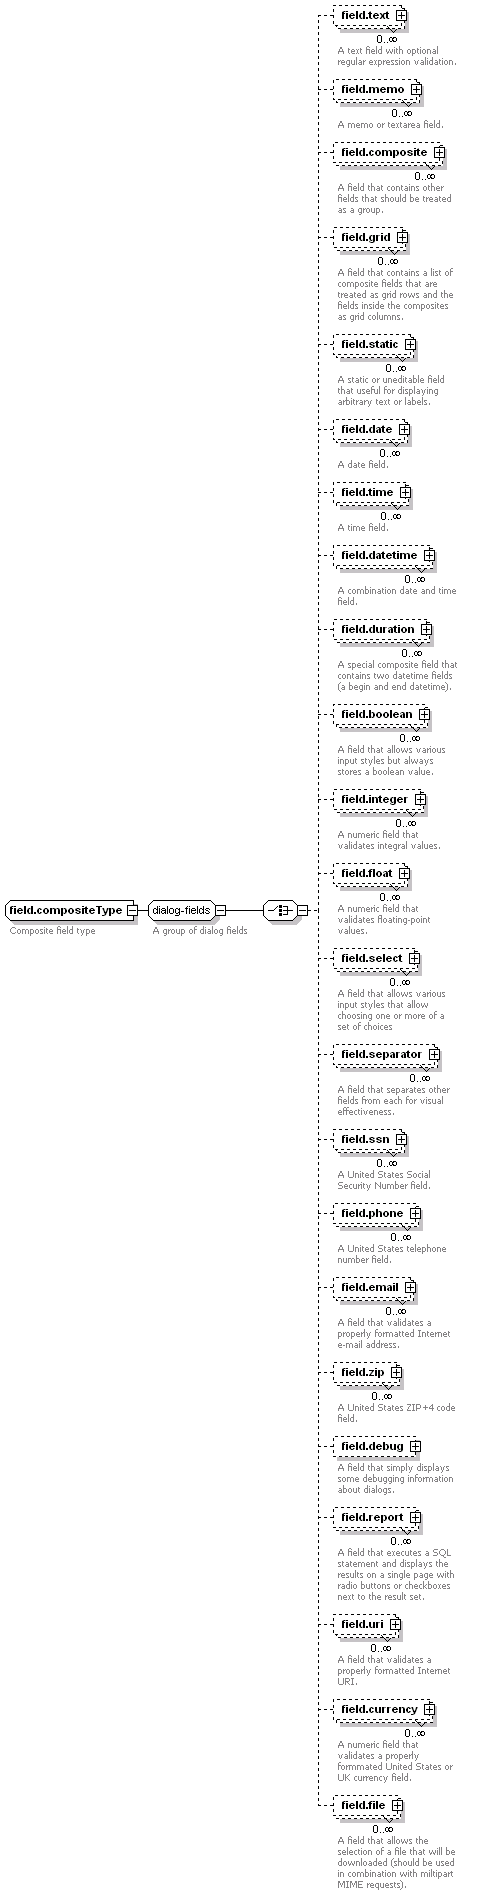 field.text
0..∞
A text field with optional
regular expression validation.
field.memo
0..∞
A memo or textarea field.
field.composite
0..∞
A field that contains other
fields that should be treated
as a group.
field.grid
0..∞
A field that contains a list of
composite fields that are
treated as grid rows and the
fields inside the composites
as grid columns.
field.static
0..∞
A static or uneditable field
that useful for displaying
arbitrary text or labels.
field.date
0..∞
A date field.
field.time
0..∞
A time field.
field.datetime
0..∞
A combination date and time
field.
field.duration
0..∞
A special composite field that
contains two datetime fields
(a begin and end datetime).
field.boolean
0..∞
A field that allows various
input styles but always
stores a boolean value.
field.integer
0..∞
A numeric field that
validates integral values.
field.float
0..∞
A numeric field that
validates floating-point
values.
field.compositeType
Composite field type
dialog-fields
A group of dialog fields
field.select
0..∞
A field that allows various
input styles that allow
choosing one or more of a
set of choices
field.separator
0..∞
A field that separates other
fields from each for visual
effectiveness.
field.ssn
0..∞
A United States Social
Security Number field.
field.phone
0..∞
A United States telephone
number field.
field.email
0..∞
A field that validates a
properly formatted Internet
e-mail address.
field.zip
0..∞
A United States ZIP+4 code
field.
field.debug
A field that simply displays
some debugging information
about dialogs.
field.report
0..∞
A field that executes a SQL
statement and displays the
results on a single page with
radio buttons or checkboxes
next to the result set.
field.uri
0..∞
A field that validates a
properly formatted Internet
URI.
field.currency
0..∞
A numeric field that
validates a properly
formmated United States or
UK currency field.
field.file
0..∞
A field that allows the
selection of a file that will be
downloaded (should be used
in combination with miltipart
MIME requests).